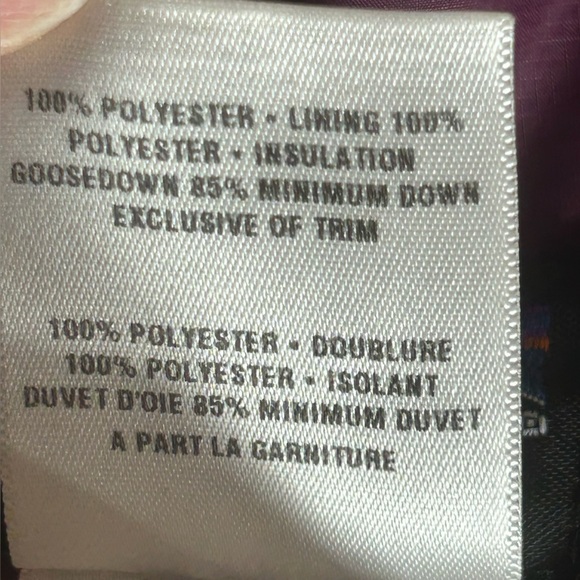 100% POLYESTER • LINING 100%
POLYESTER • INSULATION
GOOSEDOWN 85% MINIMUM DOWN
EXCLUSIVE OF TRIM
100% POLYESTER • DOUBLURE
100% POLYESTER • ISOLANT
DUVET D'OIE 85% MINIMUM DUVET
A PART LA GARNITURE